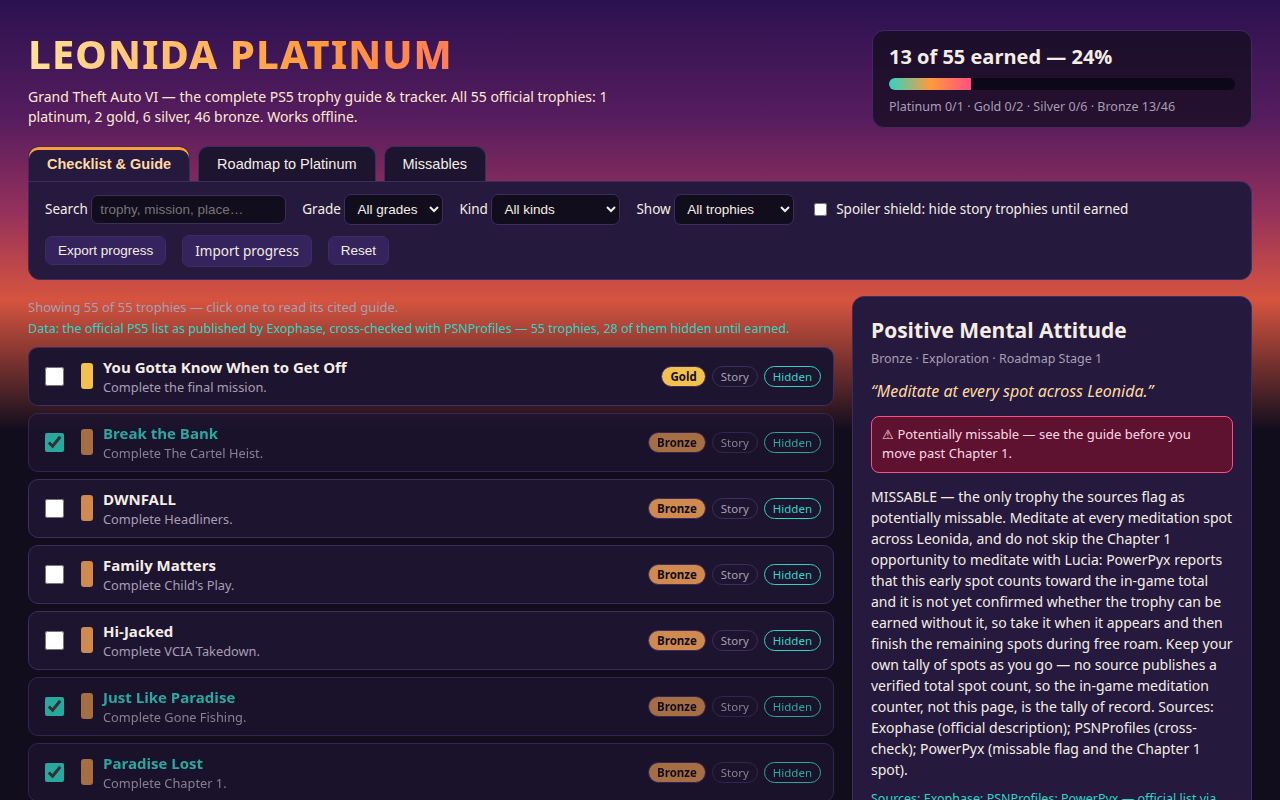 LEONIDA PLATINUM
Grand Theft Auto VI — the complete PS5 trophy guide & tracker. All 55 official trophies: 1
platinum, 2 gold, 6 silver, 46 bronze. Works offline.
13 of 55 earned — 24%
Platinum 0/1 · Gold 0/2 · Silver 0/6 · Bronze 13/46
Checklist & Guide
Roadmap to Platinum
Missables
Search trophy, mission, place… Grade All grades Kind All kinds Show All trophies Spoiler shield: hide story trophies until earned
Export progress Import progress Reset
Showing 55 of 55 trophies — click one to read its cited guide.
Data: the official PS5 list as published by Exophase, cross-checked with PSNProfiles — 55 trophies, 28 of them hidden until earned.
You Gotta Know When to Get Off
Complete the final mission.
Gold Story Hidden
Break the Bank
Complete The Cartel Heist.
Bronze Story Hidden
DWNFALL
Complete Headliners.
Bronze Story Hidden
Family Matters
Complete Child's Play.
Bronze Story Hidden
Hi-Jacked
Complete VCIA Takedown.
Bronze Story Hidden
Just Like Paradise
Complete Gone Fishing.
Bronze Story Hidden
Paradise Lost
Complete Chapter 1.
Bronze Story Hidden
Positive Mental Attitude
Bronze · Exploration · Roadmap Stage 1
“Meditate at every spot across Leonida.”
⚠ Potentially missable — see the guide before you
move past Chapter 1.
MISSABLE — the only trophy the sources flag as
potentially missable. Meditate at every meditation spot
across Leonida, and do not skip the Chapter 1
opportunity to meditate with Lucia: PowerPyx reports
that this early spot counts toward the in-game total
and it is not yet confirmed whether the trophy can be
earned without it, so take it when it appears and then
finish the remaining spots during free roam. Keep your
own tally of spots as you go — no source publishes a
verified total spot count, so the in-game meditation
counter, not this page, is the tally of record. Sources:
Exophase (official description); PSNProfiles (cross-
check); PowerPyx (missable flag and the Chapter 1
spot).
Sources: Exophase; PSNProfiles; PowerPyx — official list via